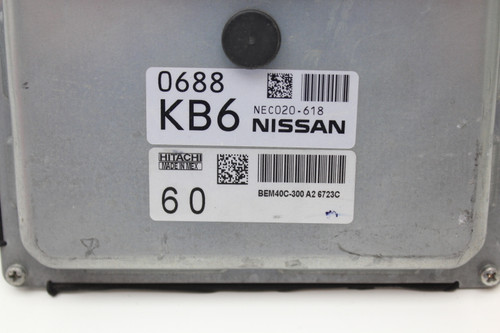 0688
KB6 NEC020-618
NISSAN
HITACHI
MADE IN MEX
60
BEM40C-300 A2 6723C